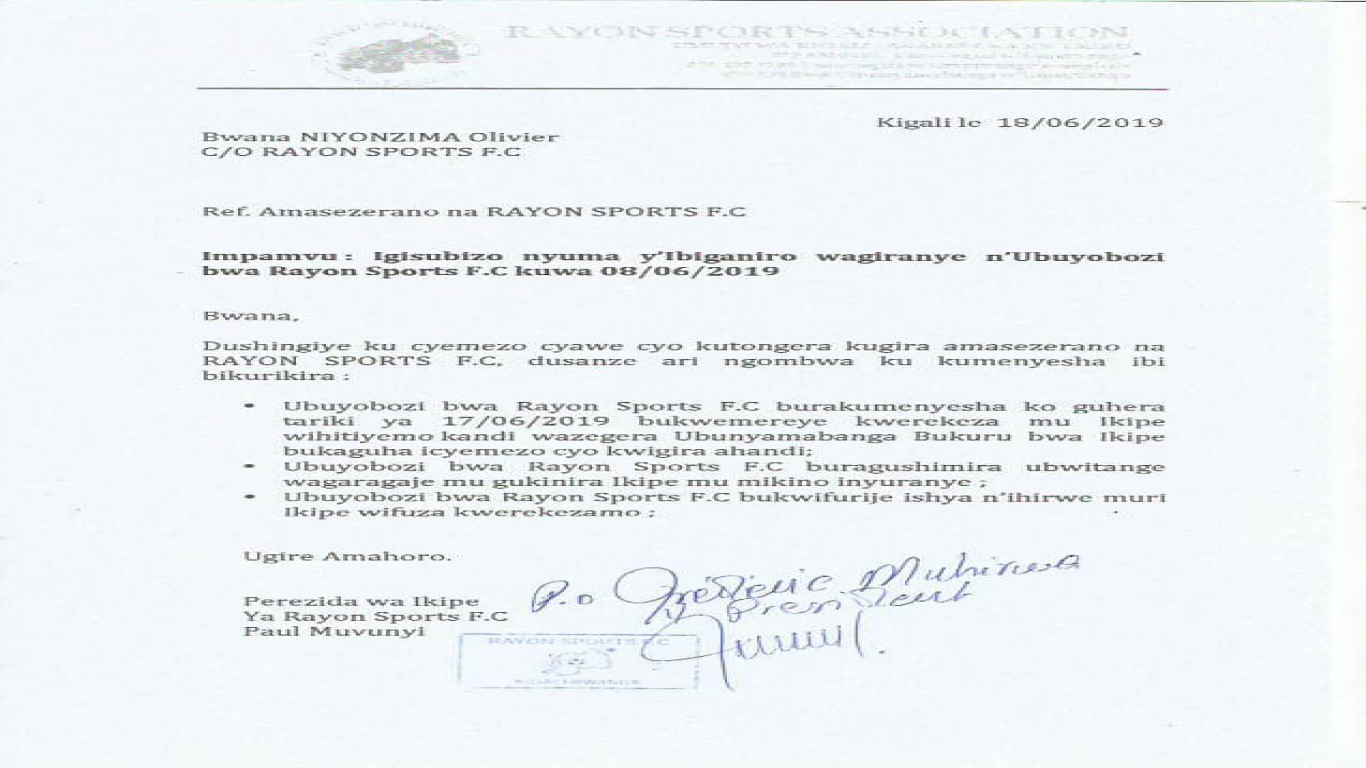 RAYON SPORTS ASSOCIATION
Kigali le 18/06/2019
Bwana NIYONZIMA Olivier
C/O RAYON SPORTS F.C
Ref. Amasezerano na RAYON SPORTS F.C
Impamvu : Igisubizo nyuma y'Ibiganiro wagiranye n'Ubuyobozi
bwa Rayon Sports F.C kuwa 08/06/2019
Bwana,
Dushingiye ku cyemezo cyawe cyo kutongera kugira amasezerano na
RAYON SPORTS F.C, dusanze ari ngombwa ku kumenyesha ibi
bikurikira :
• Ubuyobozi bwa Rayon Sports F.C burakumenyesha ko guhera
tariki ya 17/06/2019 bukwemereye kwerekeza mu Ikipe
wihitiyemo kandi wazegera Ubunyamabanga Bukuru bwa Ikipe
bukaguha icyemezo cyo kwigira ahandi;
• Ubuyobozi bwa Rayon Sports F.C buragushimira ubwitange
wagaragaje mu gukinira Ikipe mu mikino inyuranye ;
• Ubuyobozi bwa Rayon Sports F.C bukwifurije ishya n'ihirwe muri
Ikipe wifuza kwerekezamo ;
Ugire Amahoro.
P.o Muhirwa
President
Perezida wa Ikipe
Ya Rayon Sports F.C
Paul Muvunyi
RAYON SPORTS F.C